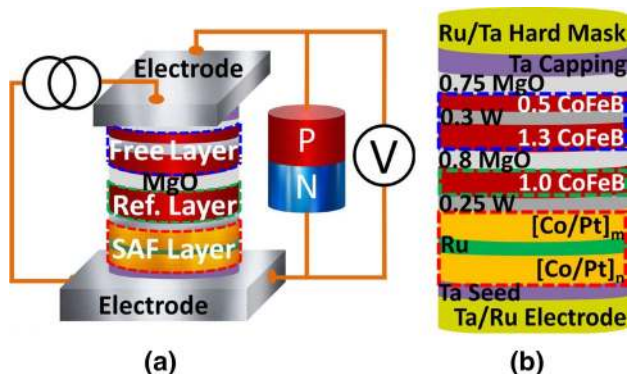 Electrode
Free Layer
MgO
Ref. Layer
SAF Layer
Electrode
P
N
V
(a)
Ru/Ta Hard Mask
Ta Capping
0.75 MgO
0.5 CoFeB
0.3 W
1.3 CoFeB
0.8 MgO
1.0 CoFeB
0.25 W
[Co/Pt]m
Ru
[Co/Pt]n
Ta Seed
Ta/Ru Electrode
(b)